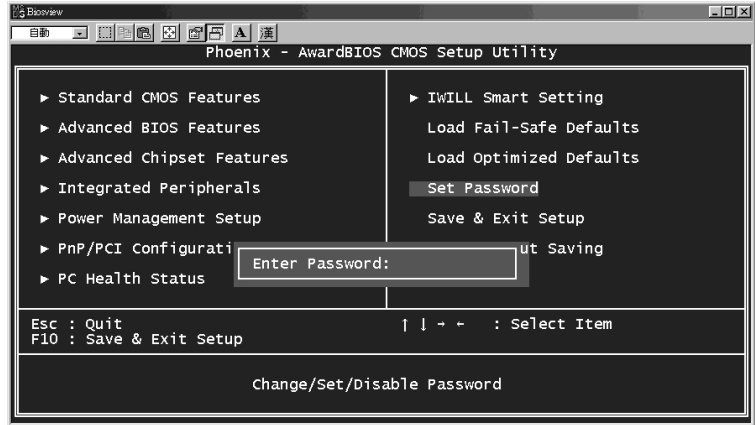 Biosview
自動
A 漢
Phoenix - AwardBIOS CMOS Setup Utility
▶ Standard CMOS Features
▶ Advanced BIOS Features
▶ Advanced Chipset Features
▶ Integrated Peripherals
▶ Power Management Setup
▶ PnP/PCI Configurati
▶ PC Health Status
▶ IWILL Smart Setting
Load Fail-Safe Defaults
Load Optimized Defaults
Set Password
Save & Exit Setup
ut Saving
Enter Password:
Esc : Quit
F10 : Save & Exit Setup
↑ ↓ → ← : Select Item
Change/Set/Disable Password